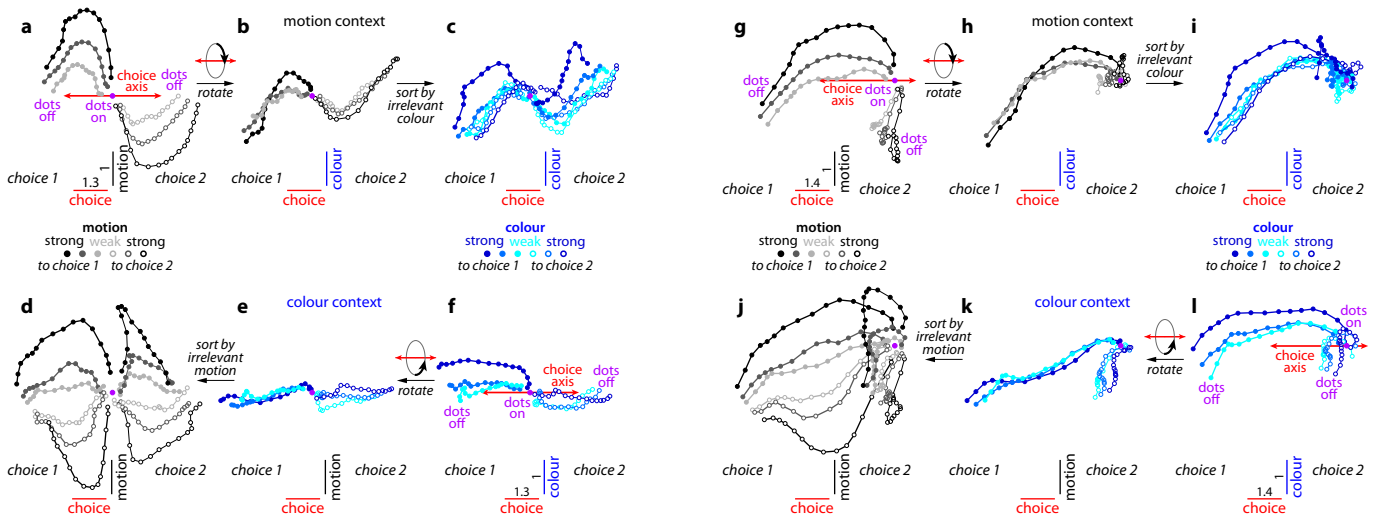 a
b
motion context
c
dots
off
choice
axis
dots
off
dots
on
rotate
sort by
irrelevant
colour
choice 1
1.3
1
motion
choice
choice 2
choice 1
colour
choice
choice 2
choice 1
colour
choice
choice 2
motion
strong weak strong
to choice 1 to choice 2
colour
strong weak strong
to choice 1 to choice 2
d
e
colour context
f
sort by
irrelevant
motion
rotate
choice
axis
dots
off
dots
on
dots
off
choice 1
motion
choice
choice 2
choice 1
motion
choice
choice 2
choice 1
1.3
1
colour
choice
choice 2
g
h
motion context
i
dots
off
choice
axis
dots
on
dots
off
rotate
sort by
irrelevant
colour
choice 1
1.4
1
motion
choice
choice 2
choice 1
colour
choice
choice 2
choice 1
colour
choice
choice 2
motion
strong weak strong
to choice 1 to choice 2
colour
strong weak strong
to choice 1 to choice 2
j
k
colour context
l
sort by
irrelevant
motion
rotate
dots
on
choice
axis
dots
off
dots
off
choice 1
motion
choice
choice 2
choice 1
motion
choice
choice 2
choice 1
1.4
1
colour
choice
choice 2